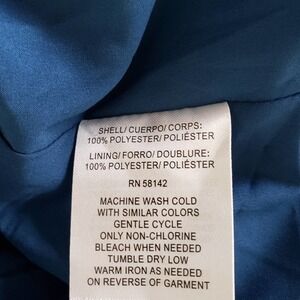 SHELL/ CUERPO/ CORPS:
100% POLYESTER/ POLIÉSTER
LINING/ FORRO/ DOUBLURE:
100% POLYESTER/ POLIÉSTER
RN 58142
MACHINE WASH COLD
WITH SIMILAR COLORS
GENTLE CYCLE
ONLY NON-CHLORINE
BLEACH WHEN NEEDED
TUMBLE DRY LOW
WARM IRON AS NEEDED
ON REVERSE OF GARMENT